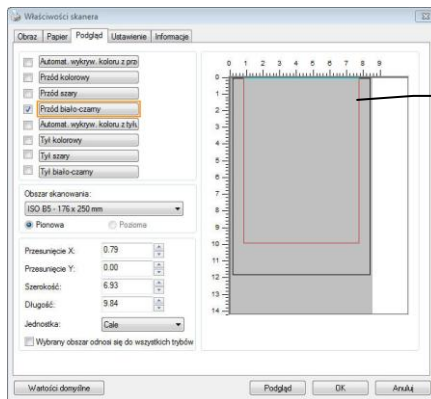 Właściwości skanera
Obraz Papier Podgląd Ustawienie Informacje
Automat. wykryw. koloru z prze
Przód kolorowy
Przód szary
Przód biało-czarny
Automat. wykryw. koloru z tyłu
Tył kolorowy
Tył szary
Tył biało-czarny
Obszar skanowania:
ISO B5 - 176 x 250 mm
Pionowa Pozioma
Przesunięcie X: 0.79
Przesunięcie Y: 0.00
Szerokość: 6.93
Długość: 9.84
Jednostka: Cale
Wybrany obszar odnosi się do wszystkich trybów
0 1 2 3 4 5 6 7 8 9
0
1
2
3
4
5
6
7
8
9
10
11
12
13
14
Wartości domyślne Podgląd OK Anuluj